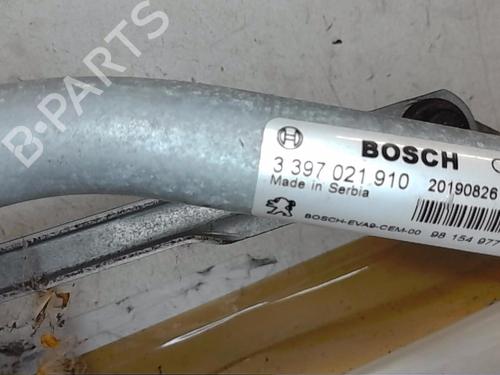 B-PARTS
BOSCH
3 397 021 910 20190826
Made in Serbia
BOSCH-EVA9-CEM-00 98 154 977